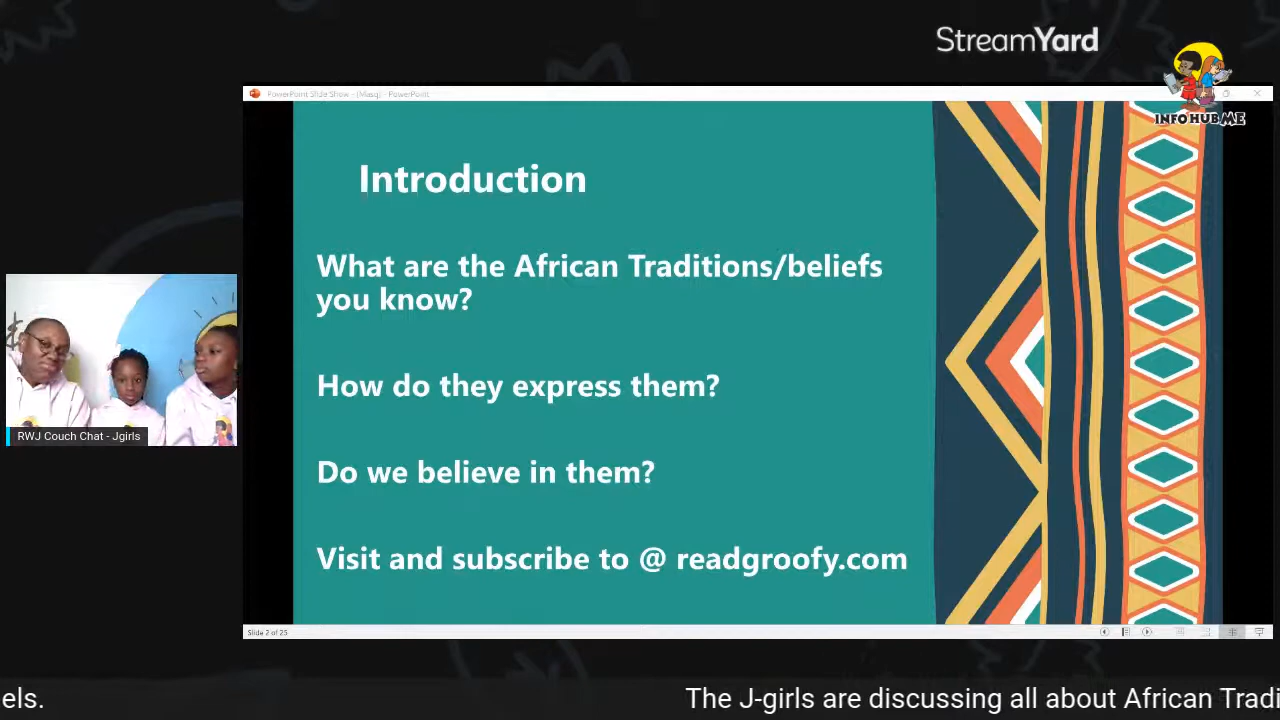 StreamYard
PowerPoint Slide Show - (Masq) - PowerPoint
INFO HUB ME
Introduction
What are the African Traditions/beliefs
you know?
How do they express them?
Do we believe in them?
Visit and subscribe to @ readgroofy.com
RWJ Couch Chat - Jgirls
Slide 2 of 25
els.
The J-girls are discussing all about African Tradi